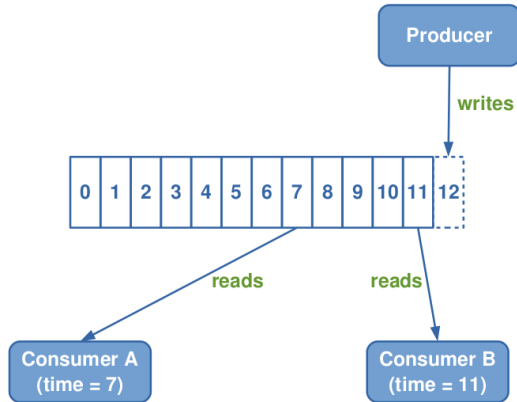 Producer
writes
0 1 2 3 4 5 6 7 8 9 10 11 12
reads
reads
Consumer A
(time = 7)
Consumer B
(time = 11)